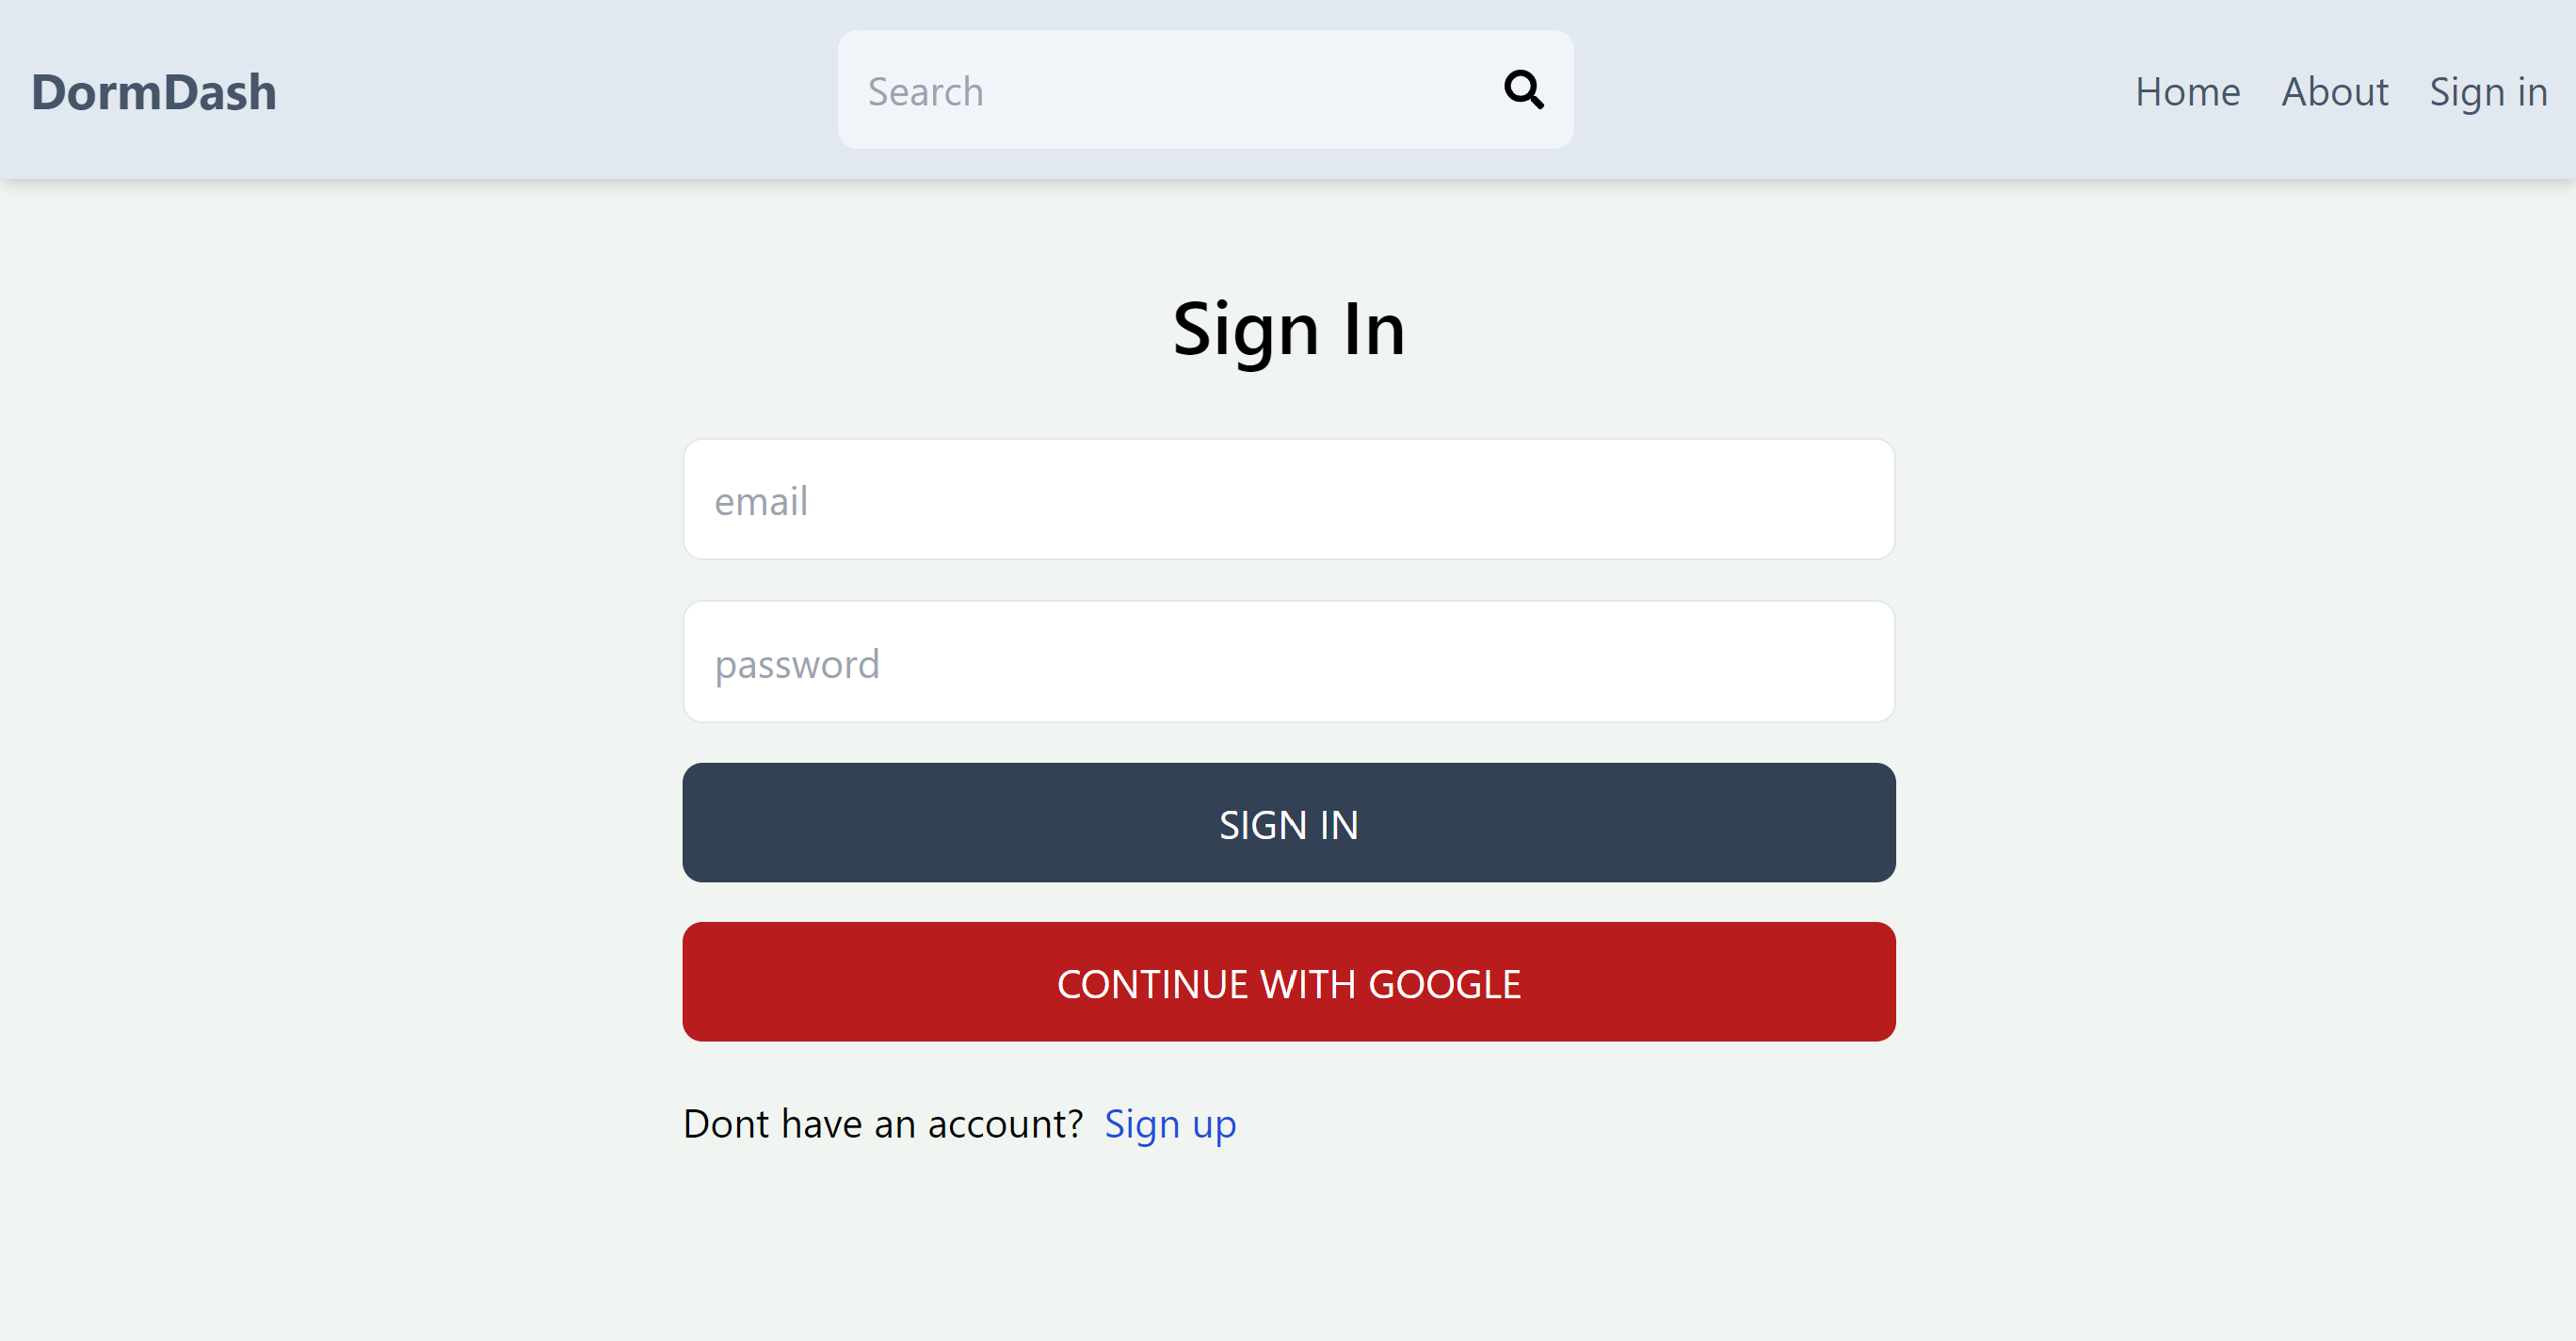 DormDash
Search
Home About Sign in
Sign In
email
password
SIGN IN
CONTINUE WITH GOOGLE
Dont have an account? Sign up